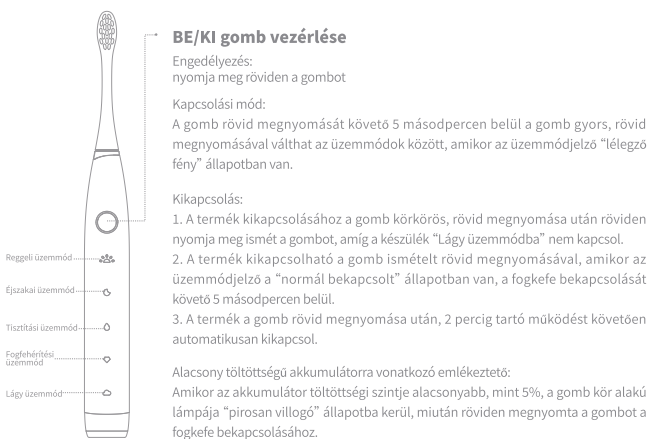 BE/KI gomb vezérlése
Engedélyezés:
nyomja meg röviden a gombot
Kapcsolási mód:
A gomb rövid megnyomását követő 5 másodpercen belül a gomb gyors, rövid
megnyomásával válthat az üzemmódok között, amikor az üzemmódjelző “lélegző
fény” állapotban van.
Kikapcsolás:
1. A termék kikapcsolásához a gomb körkörös, rövid megnyomása után röviden
nyomja meg ismét a gombot, amíg a készülék “Lágy üzemmódba” nem kapcsol.
2. A termék kikapcsolható a gomb ismételt rövid megnyomásával, amikor az
üzemmódjelző a “normál bekapcsolt” állapotban van, a fogkefe bekapcsolását
követő 5 másodpercen belül.
3. A termék a gomb rövid megnyomása után, 2 percig tartó működést követően
automatikusan kikapcsol.
Alacsony töltöttségű akkumulátorra vonatkozó emlékeztető:
Amikor az akkumulátor töltöttségi szintje alacsonyabb, mint 5%, a gomb kör alakú
lámpája “pirosan villogó” állapotba kerül, miután röviden megnyomta a gombot a
fogkefe bekapcsolásához.
Reggeli üzemmód
Éjszakai üzemmód
Tisztítási üzemmód
Fogfehérítési
üzemmód
Lágy üzemmód